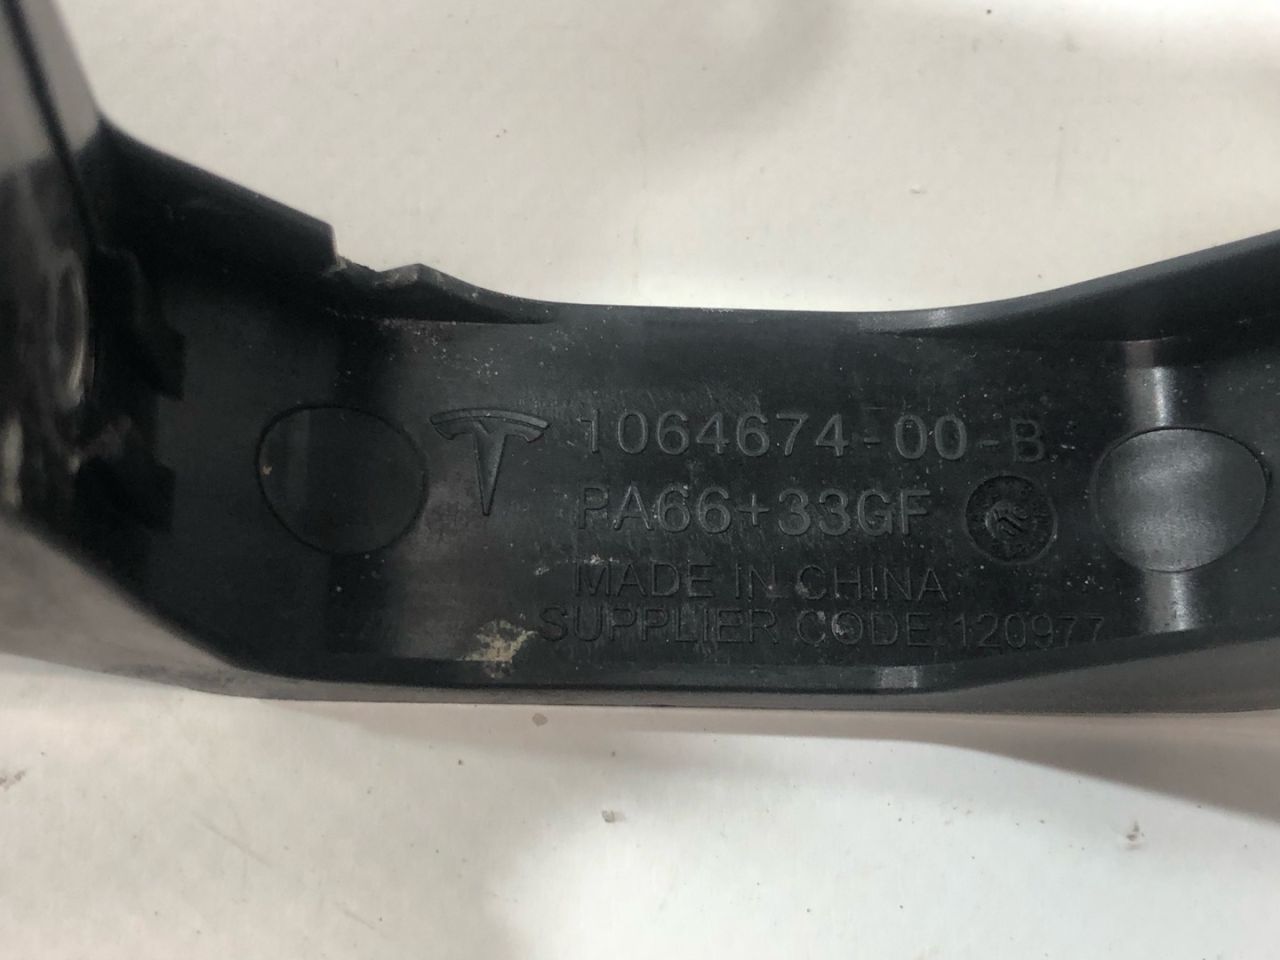 1064674-00-B
PA66+33GF
MADE IN CHINA
SUPPLIER CODE 120977